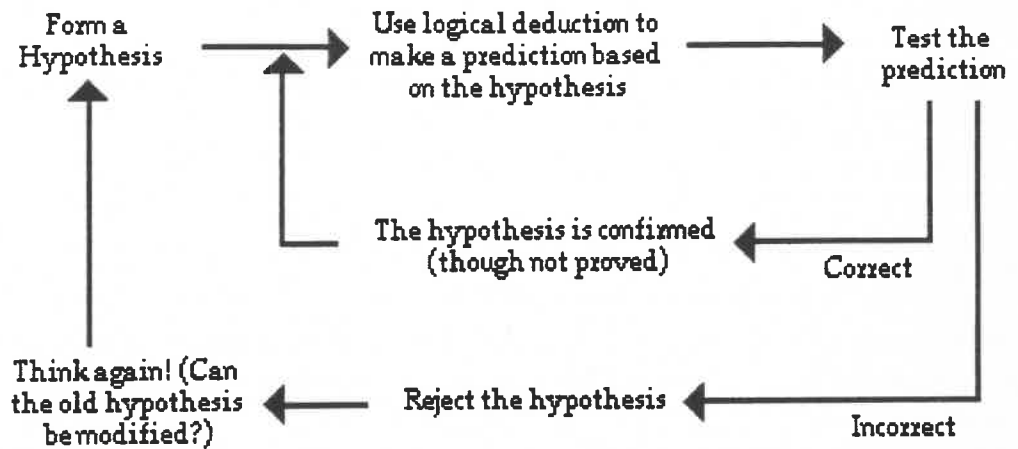 Form a
Hypothesis
Use logical deduction to
make a prediction based
on the hypothesis
Test the
prediction
The hypothesis is confirmed
(though not proved)
Correct
Think again! (Can
the old hypothesis
be modified?)
Reject the hypothesis
Incorrect